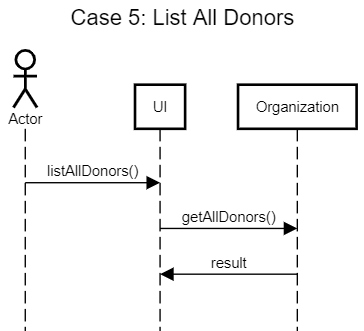 Case 5: List All Donors
Actor
UI
Organization
listAllDonors()
getAllDonors()
result